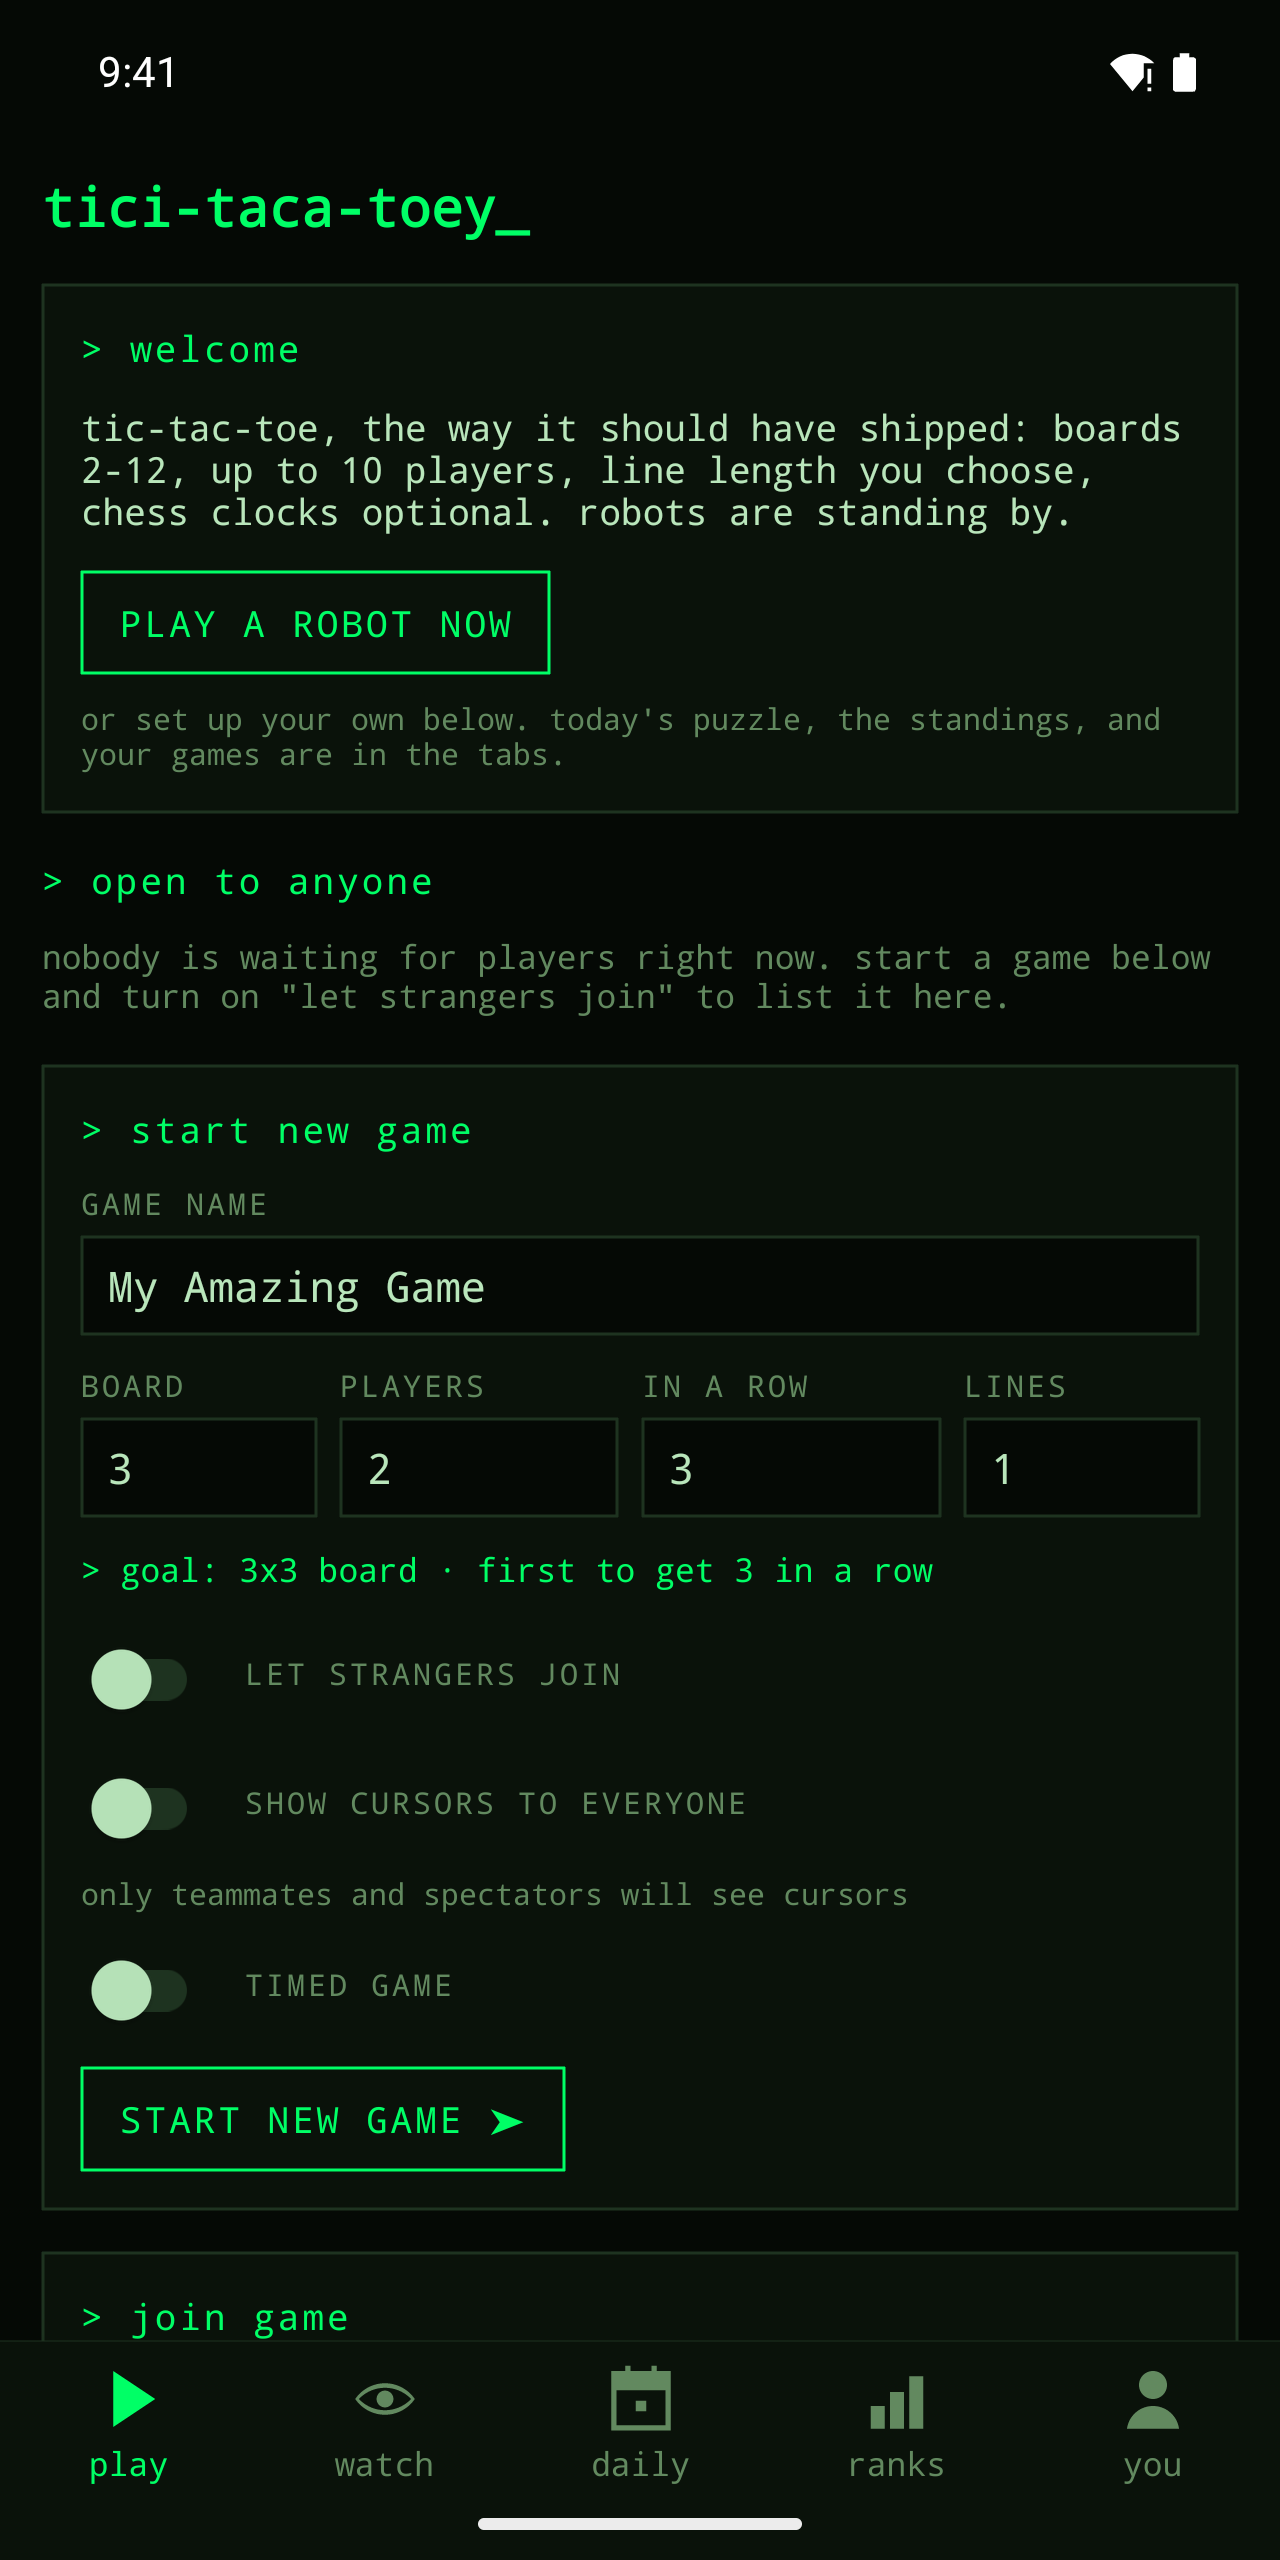 9:41
tici-taca-toey_
> welcome
tic-tac-toe, the way it should have shipped: boards
2-12, up to 10 players, line length you choose,
chess clocks optional. robots are standing by.
PLAY A ROBOT NOW
or set up your own below. today's puzzle, the standings, and
your games are in the tabs.
> open to anyone
nobody is waiting for players right now. start a game below
and turn on "let strangers join" to list it here.
> start new game
GAME NAME
My Amazing Game
BOARD PLAYERS IN A ROW LINES
3 2 3 1
> goal: 3x3 board · first to get 3 in a row
LET STRANGERS JOIN
SHOW CURSORS TO EVERYONE
only teammates and spectators will see cursors
TIMED GAME
START NEW GAME ➤
> join game
play watch daily ranks you